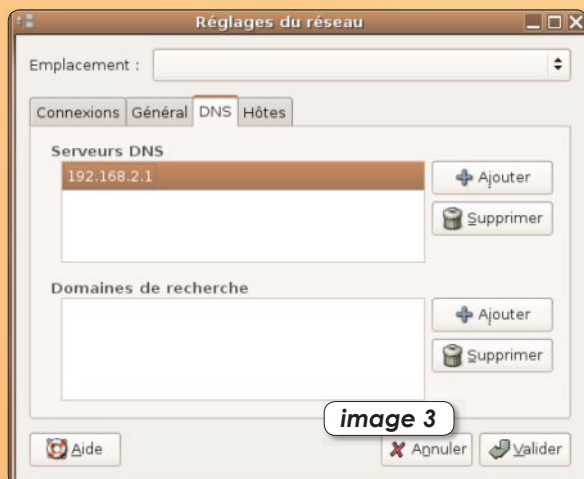 Réglages du réseau
Emplacement :
Connexions Général DNS Hôtes
Serveurs DNS
192.168.2.1
Ajouter
Supprimer
Domaines de recherche
Ajouter
Supprimer
image 3
Aide Annuler Valider